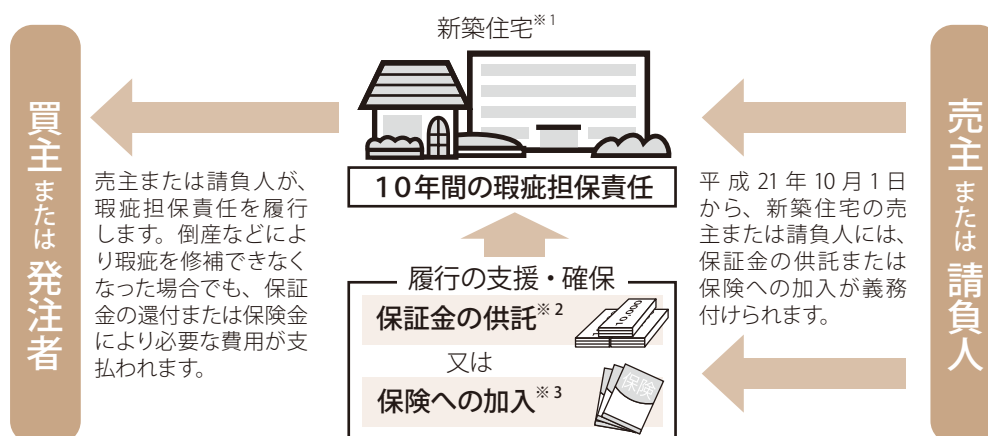 新築住宅※1
買主または発注者
売主または請負人
10年間の瑕疵担保責任
売主または請負人が、
瑕疵担保責任を履行
します。倒産などによ
り瑕疵を修補できなく
なった場合でも、保証
金の還付または保険金
により必要な費用が支
払われます。
平成21年10月1日
から、新築住宅の売
主または請負人には、
保証金の供託または
保険への加入が義務
付けられます。
履行の支援・確保
保証金の供託※2
10,000
又は
保険への加入※3
保険